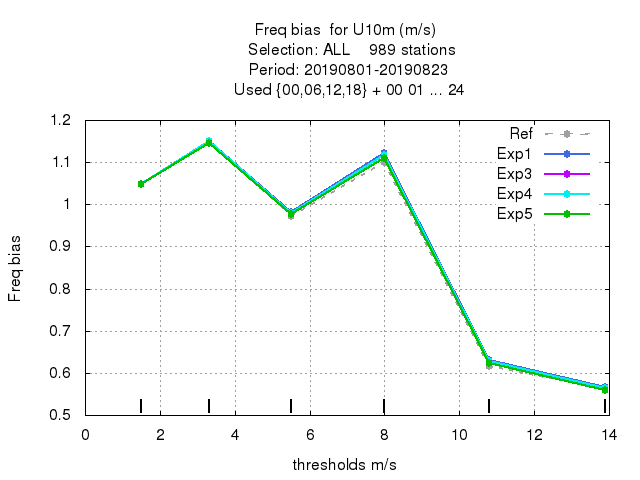 Freq bias  for U10m (m/s)
Selection: ALL    989 stations
Period: 20190801-20190823
Used {00,06,12,18} + 00 01 ... 24
1.2
1.1
1
0.9
0.8
0.7
0.6
0.5
Freq bias
Ref
Exp1
Exp3
Exp4
Exp5
0 2 4 6 8 10 12 14
thresholds m/s